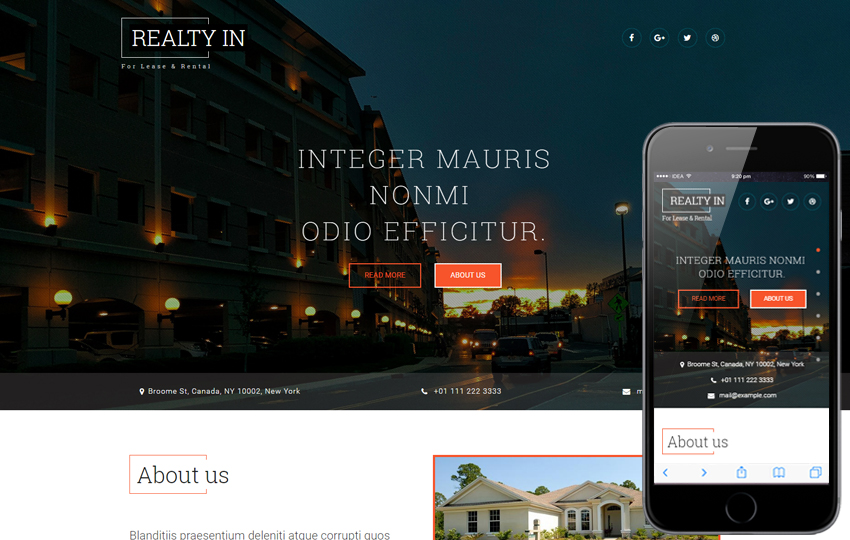 REALTY IN
For Lease & Rental
INTEGER MAURIS
NONMI
ODIO EFFICITUR.
READ MORE
ABOUT US
Broome St, Canada, NY 10002, New York
+01 111 222 3333
m
About us
Blanditiis praesentium deleniti atque corrupti quos
IDEA
9:20 pm
90%
REALTY IN
For Lease & Rental
INTEGER MAURIS NONMI
ODIO EFFICITUR.
READ MORE
ABOUT US
Broome St, Canada, NY 10002, New York
+01 111 222 3333
mail@example.com
About us